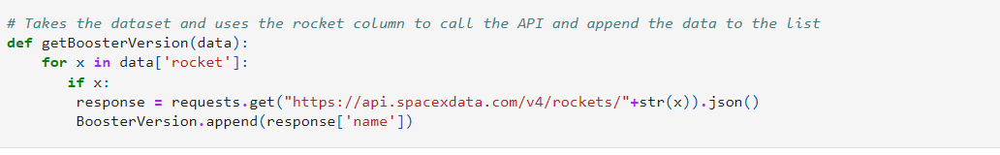 # Takes the dataset and uses the rocket column to call the API and append the data to the list
def getBoosterVersion(data):
    for x in data['rocket']:
       if x:
        response = requests.get("https://api.spacexdata.com/v4/rockets/"+str(x)).json()
        BoosterVersion.append(response['name'])